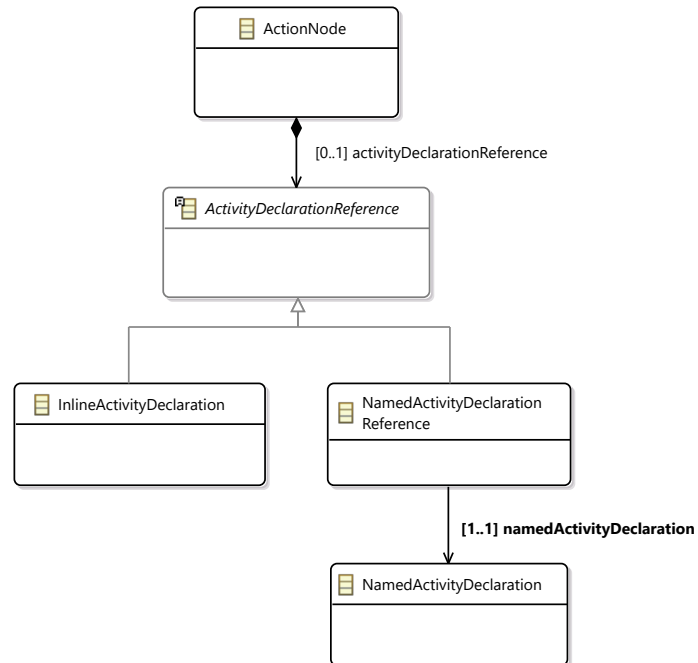 ActionNode
[0..1] activityDeclarationReference
ActivityDeclarationReference
InlineActivityDeclaration
NamedActivityDeclaration
Reference
[1..1] namedActivityDeclaration
NamedActivityDeclaration